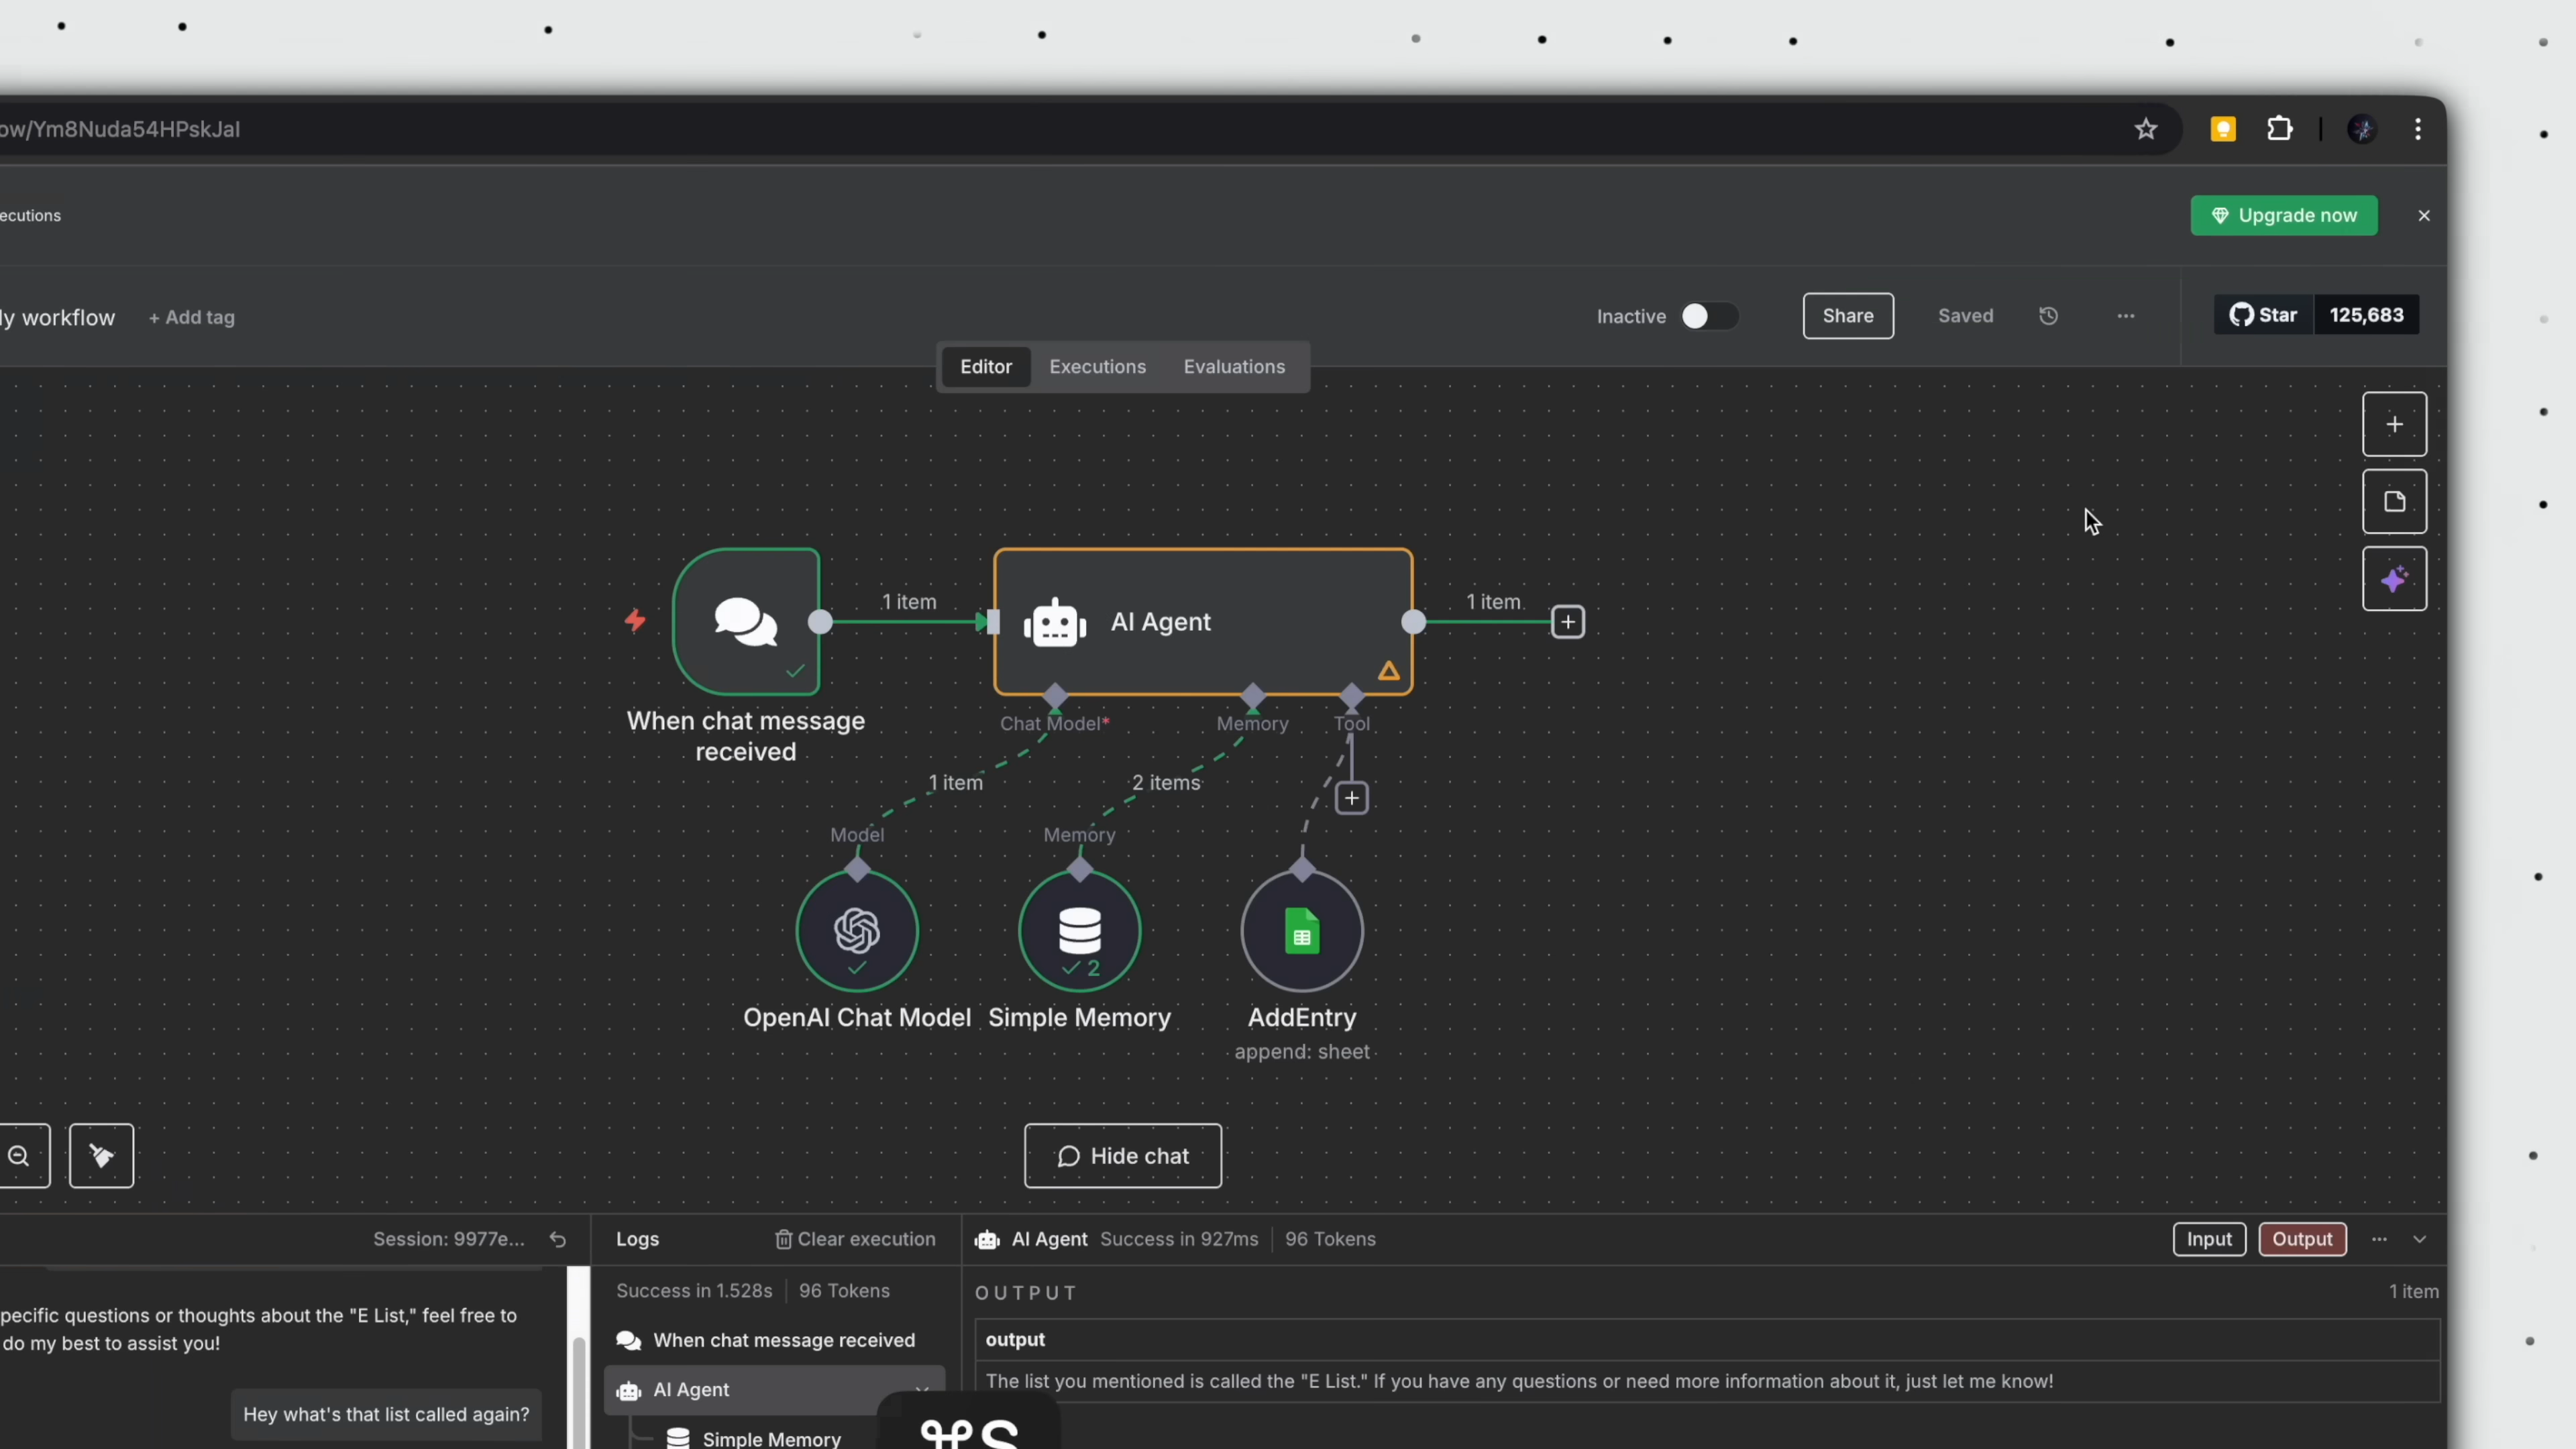 ow/Ym8Nuda54HPskJaI
ecutions
Upgrade now
ly workflow
+ Add tag
Inactive
Share
Saved
Star
125,683
Editor
Executions
Evaluations
1 item
AI Agent
1 item
When chat message
received
Chat Model*
Memory
Tool
1 item
2 items
Model
Memory
2
OpenAI Chat Model
Simple Memory
AddEntry
append: sheet
Hide chat
Session: 9977e...
Logs
Clear execution
AI Agent
Success in 927ms
96 Tokens
Input
Output
Success in 1.528s
96 Tokens
OUTPUT
1 item
pecific questions or thoughts about the "E List," feel free to
do my best to assist you!
When chat message received
output
AI Agent
The list you mentioned is called the "E List." If you have any questions or need more information about it, just let me know!
Hey what's that list called again?
Simple Memory
⌘S